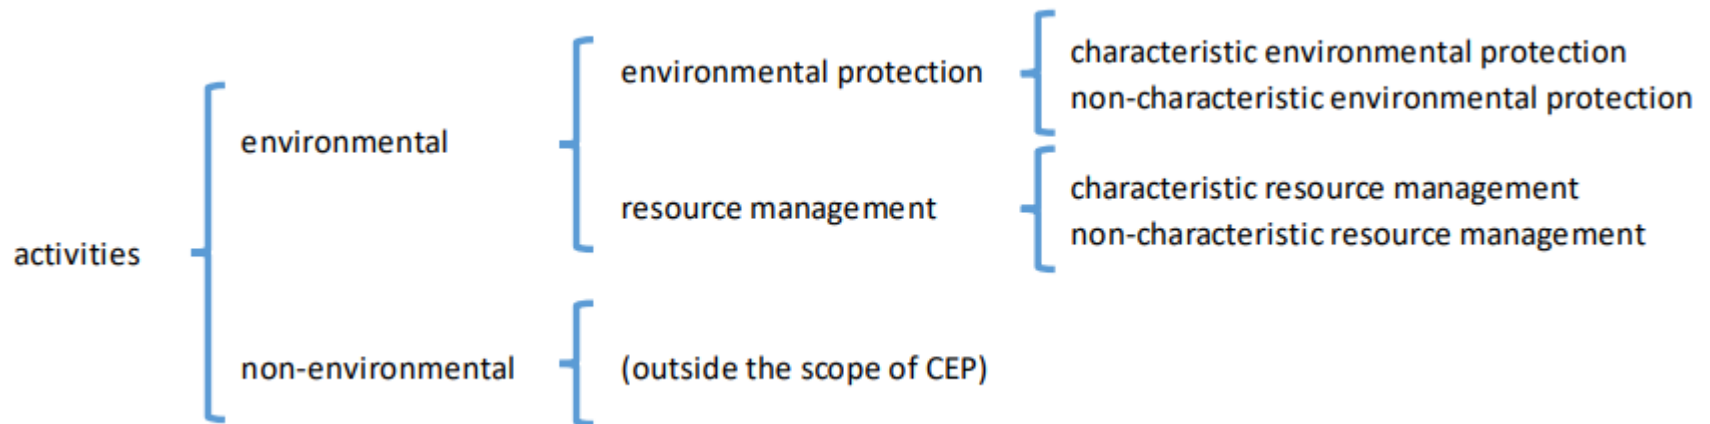 activities
environmental
environmental protection
characteristic environmental protection
non-characteristic environmental protection
resource management
characteristic resource management
non-characteristic resource management
non-environmental
(outside the scope of CEP)